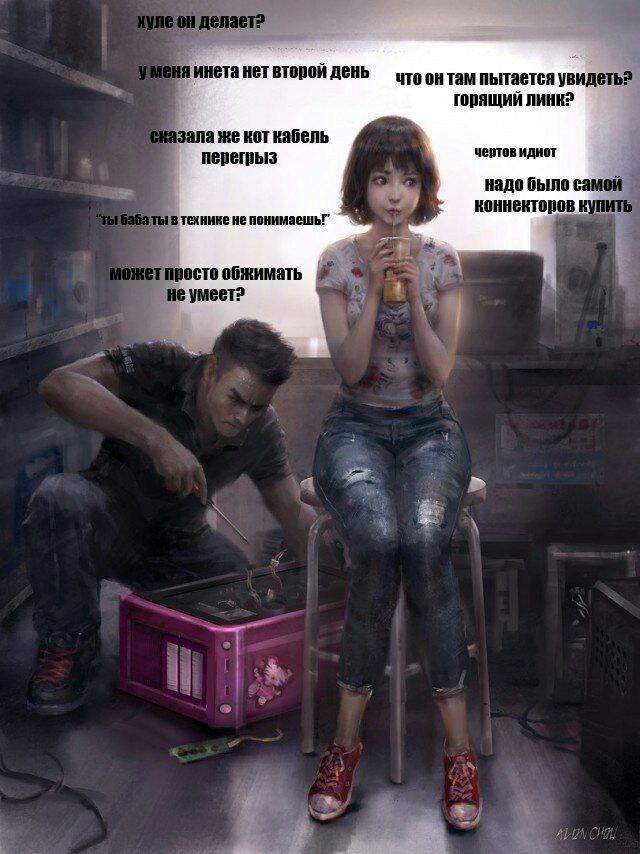 хуле он делает?
у меня инета нет второй день
что он там пытается увидеть?
горящий линк?
сказала же кот кабель
перегрыз
чертов идиот
надо было самой
коннекторов купить
"ты баба ты в технике не понимаешь!"
может просто обжимать
не умеет?